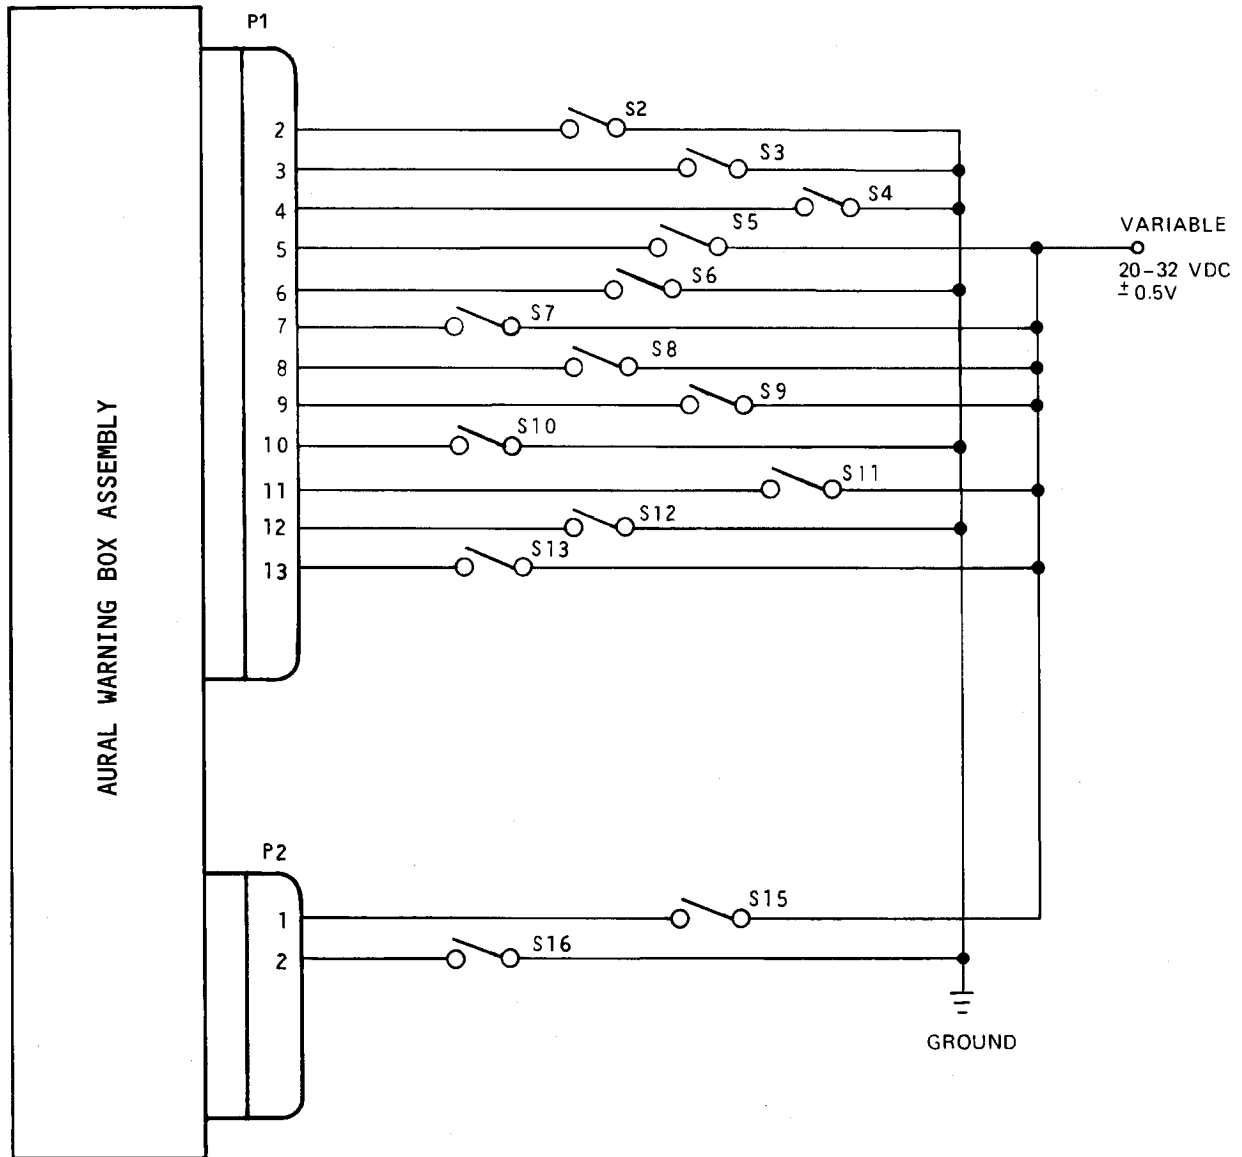 P1
2
S2
3
S3
4
S4
5
S5
VARIABLE
20-32 VDC
± 0.5V
6
S6
7
S7
8
S8
9
S9
10
S10
11
S11
12
S12
13
S13
AURAL WARNING BOX ASSEMBLY
P2
1
S15
2
S16
GROUND